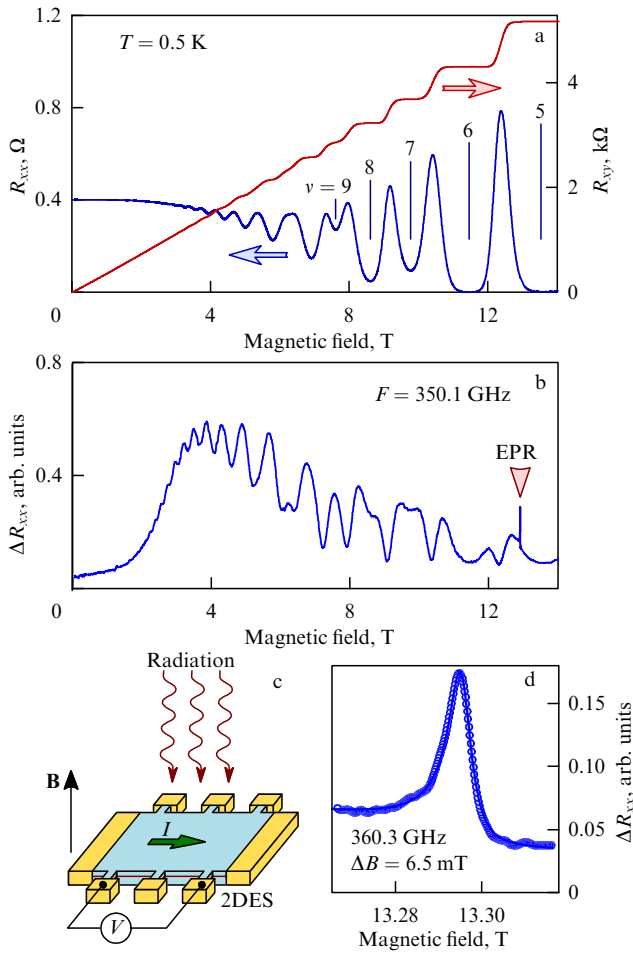 1.2
T = 0.5 K
a
0.8
4
5
6
7
8
ν = 9
0.4
2
0
0
4
8
12
R_xx, Ω
R_xy, kΩ
Magnetic field, T
0.8
b
F = 350.1 GHz
EPR
0.4
ΔR_xx, arb. units
0
4
8
12
Magnetic field, T
Radiation
c
B
I
2DES
V
d
0.15
0.10
0.05
0
360.3 GHz
ΔB = 6.5 mT
ΔR_xx, arb. units
13.28
13.30
Magnetic field, T